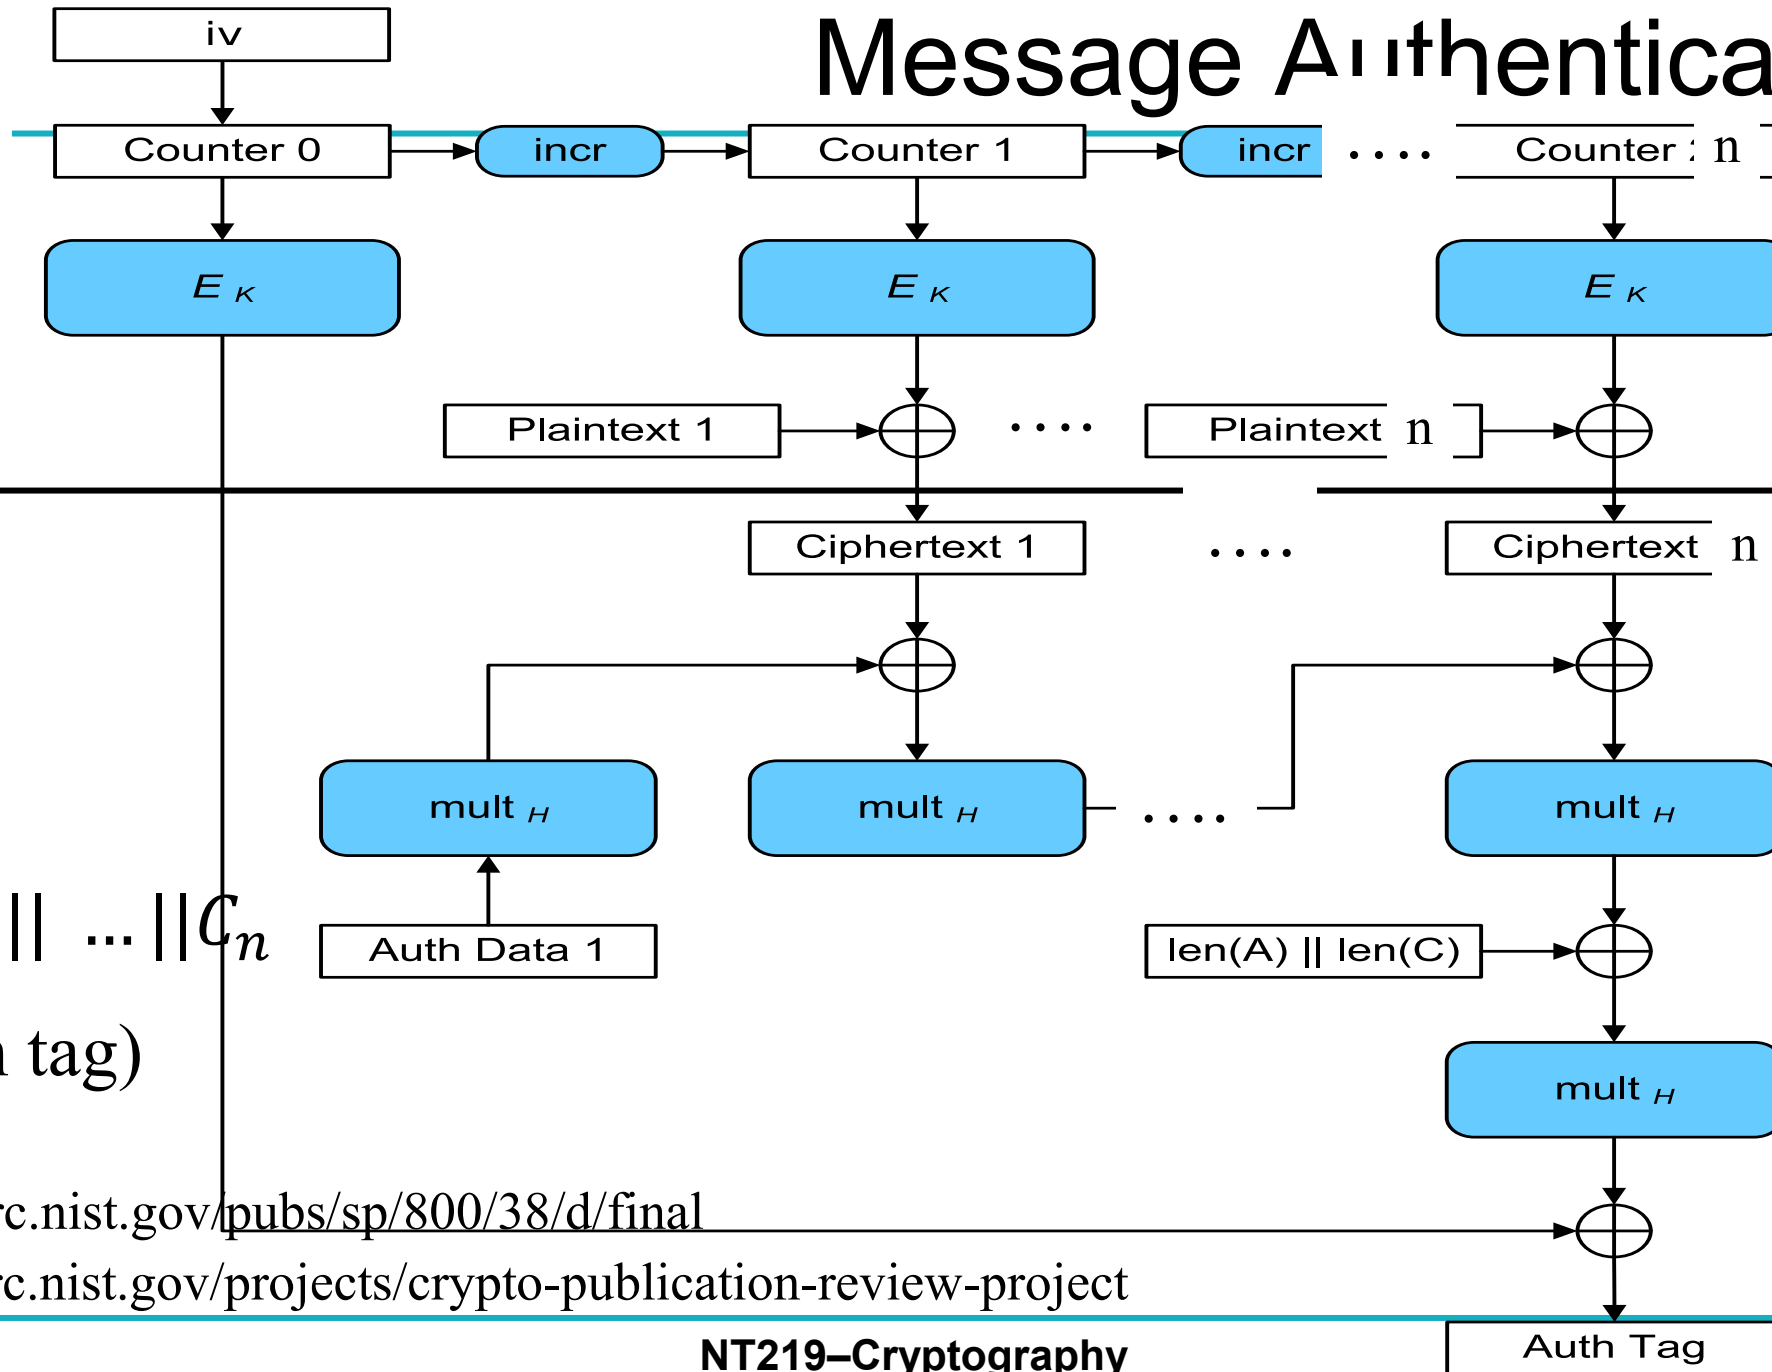 Message Authentica
iv
Counter 0 incr Counter 1 incr .... Counter n
E K E K E K
Plaintext 1 .... Plaintext n
Ciphertext 1 .... Ciphertext n
mult H mult H .... mult H
|| ... ||Cₙ
Auth Data 1 len(A) || len(C)
tag)
mult H
rc.nist.gov/pubs/sp/800/38/d/final
rc.nist.gov/projects/crypto-publication-review-project
NT219–Cryptography
Auth Tag